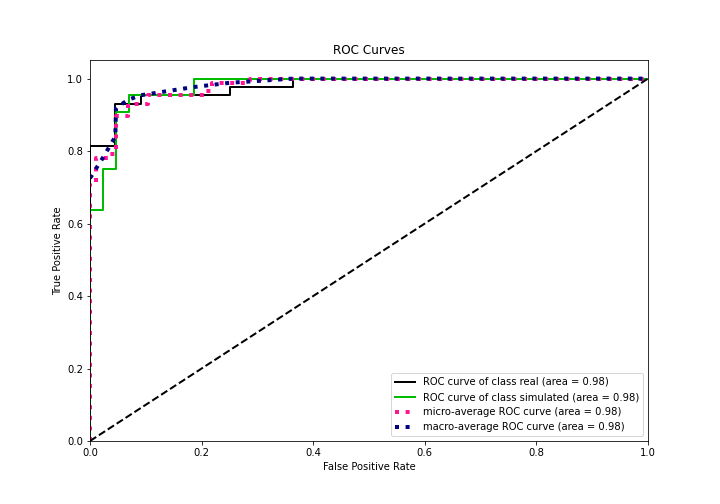 ROC Curves
True Positive Rate
1.0
0.8
0.6
0.4
0.2
0.0
ROC curve of class real (area = 0.98)
ROC curve of class simulated (area = 0.98)
micro-average ROC curve (area = 0.98)
macro-average ROC curve (area = 0.98)
0.0 0.2 0.4 0.6 0.8 1.0
False Positive Rate